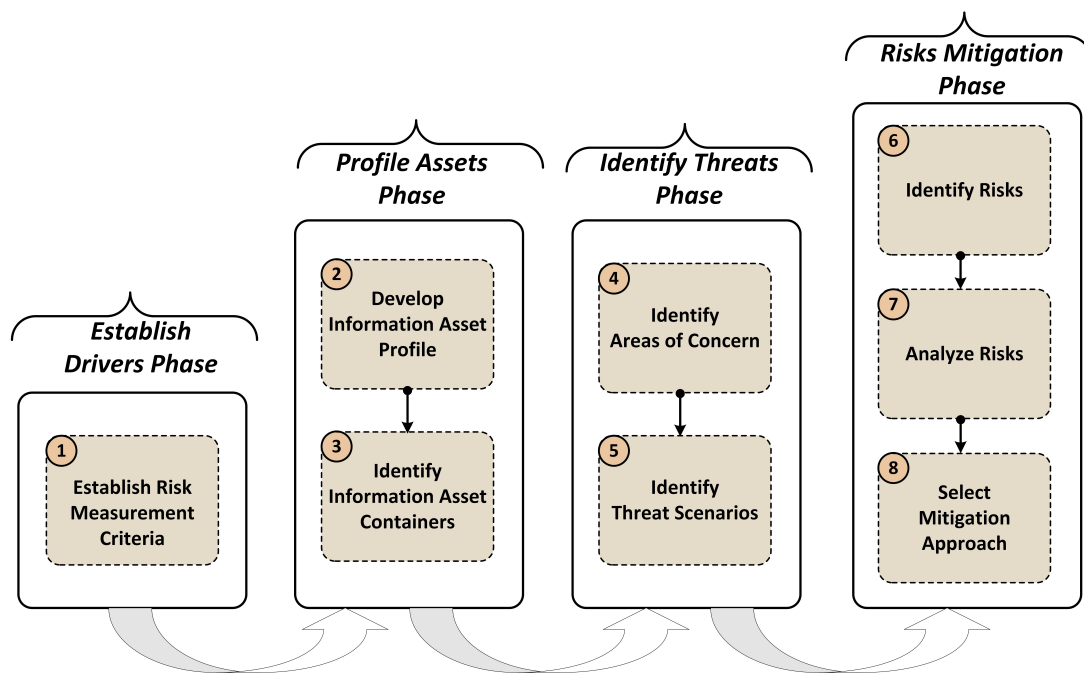 Establish
Drivers Phase
1
Establish Risk
Measurement
Criteria
Profile Assets
Phase
2
Develop
Information Asset
Profile
3
Identify
Information Asset
Containers
Identify Threats
Phase
4
Identify
Areas of Concern
5
Identify
Threat Scenarios
Risks Mitigation
Phase
6
Identify Risks
7
Analyze Risks
8
Select
Mitigation
Approach